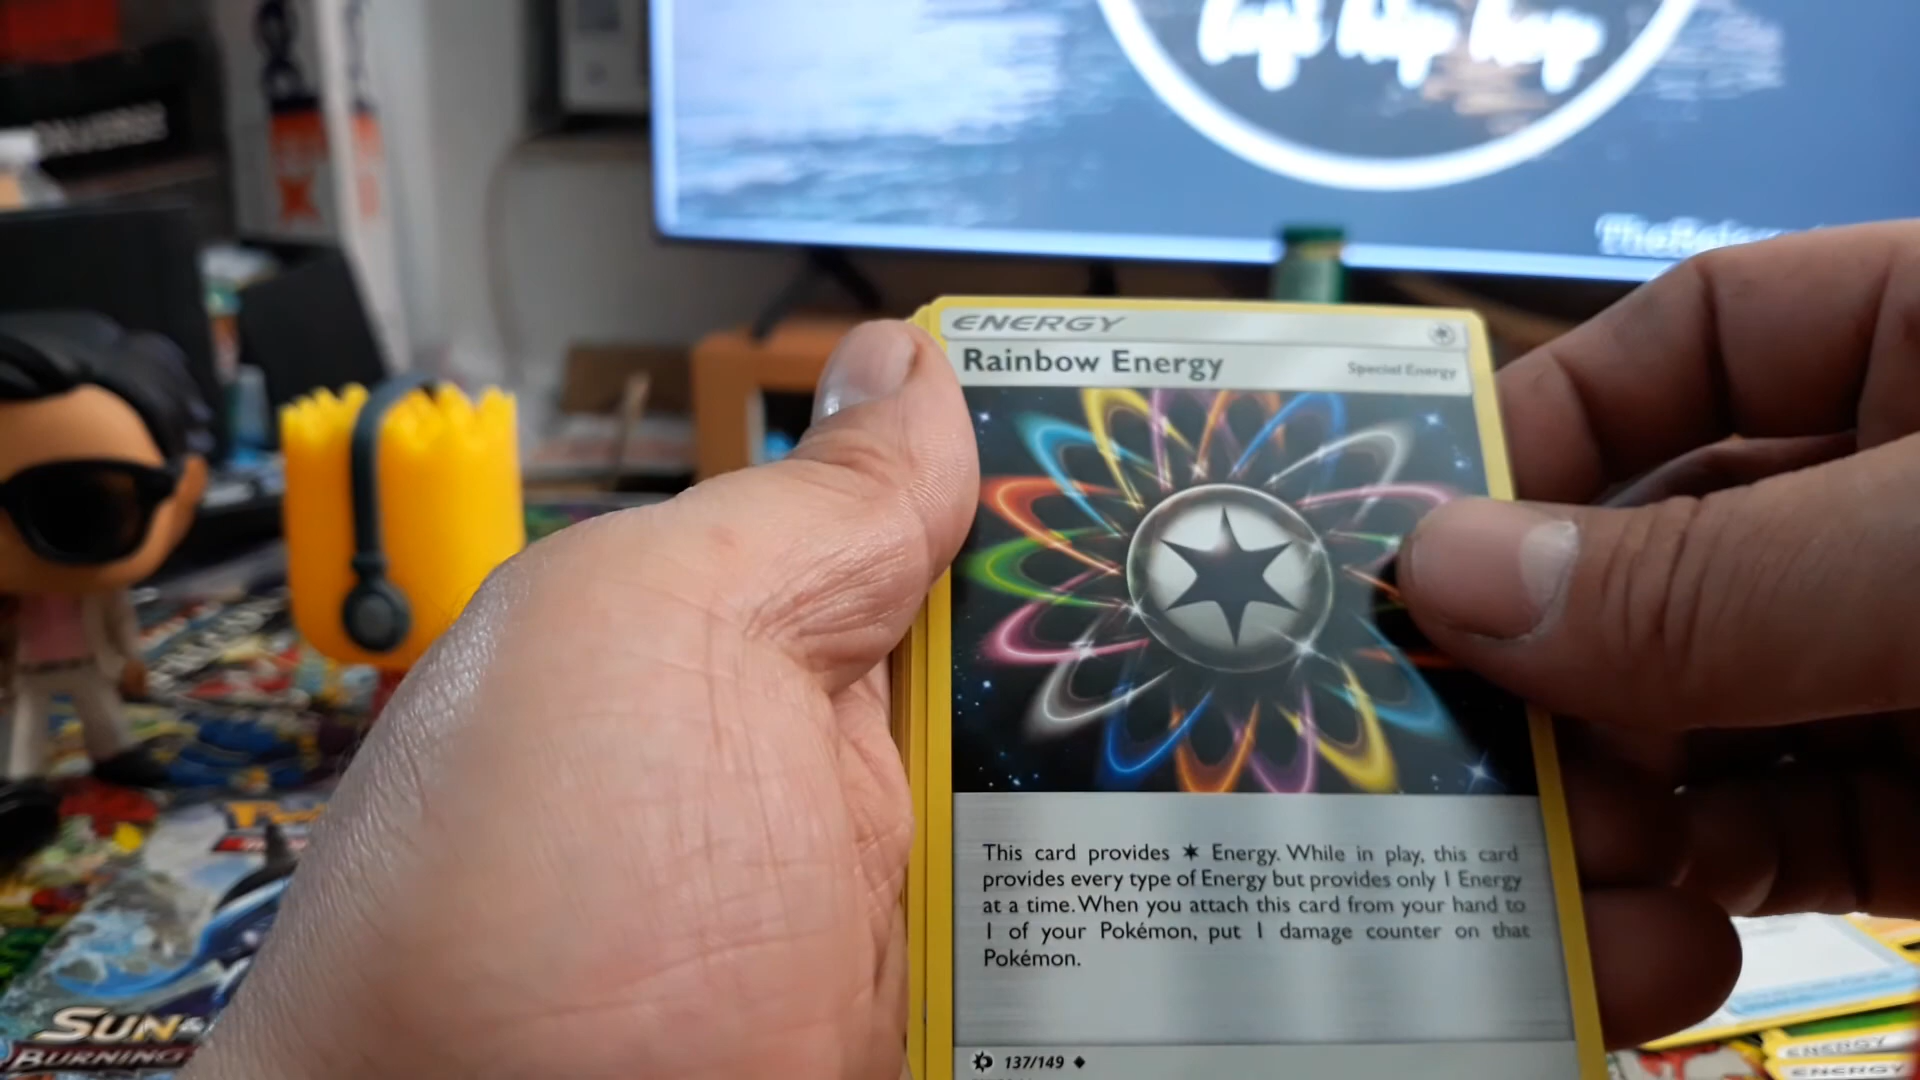 ENERGY
Rainbow Energy
Special Energy
This card provides ✶ Energy. While in play, this card
provides every type of Energy but provides only 1 Energy
at a time. When you attach this card from your hand to
1 of your Pokémon, put 1 damage counter on that
Pokémon.
137/149
SUN &
BURNING
ENERGY
ENERGY